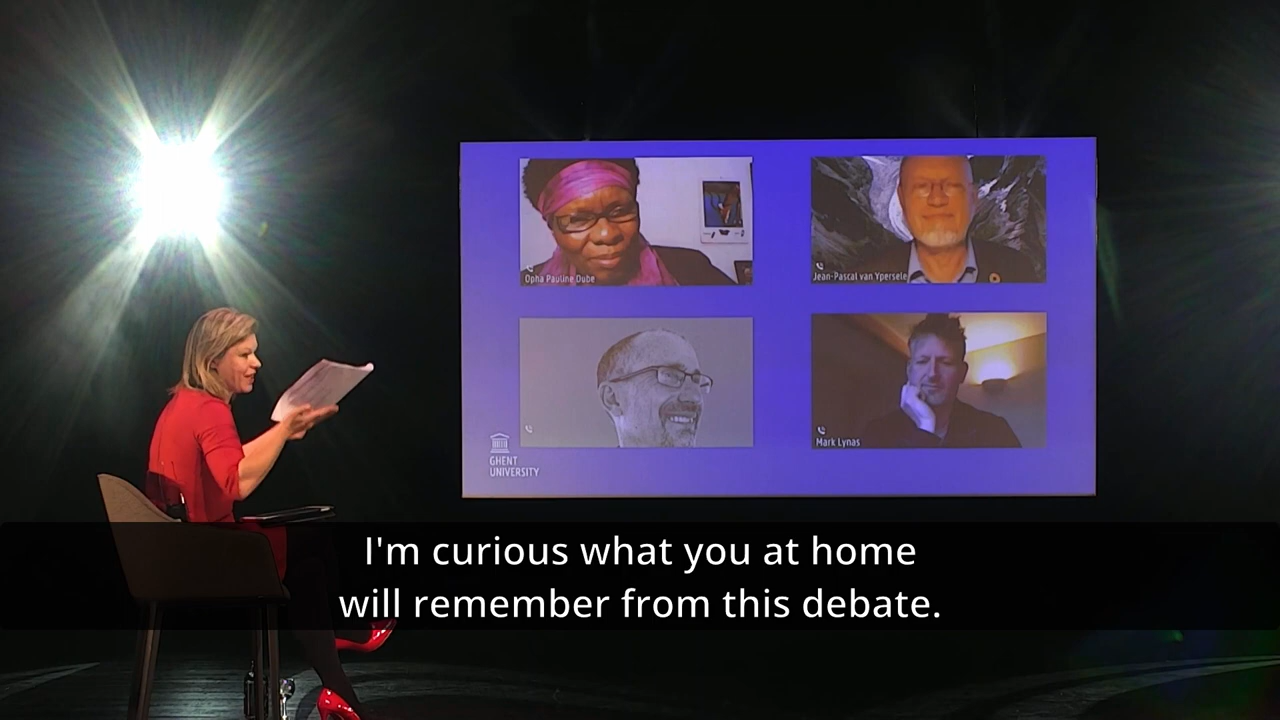 Opha Pauline Dube
Jean-Pascal van Ypersele
Mark Lynas
GHENT
UNIVERSITY
I'm curious what you at home
will remember from this debate.